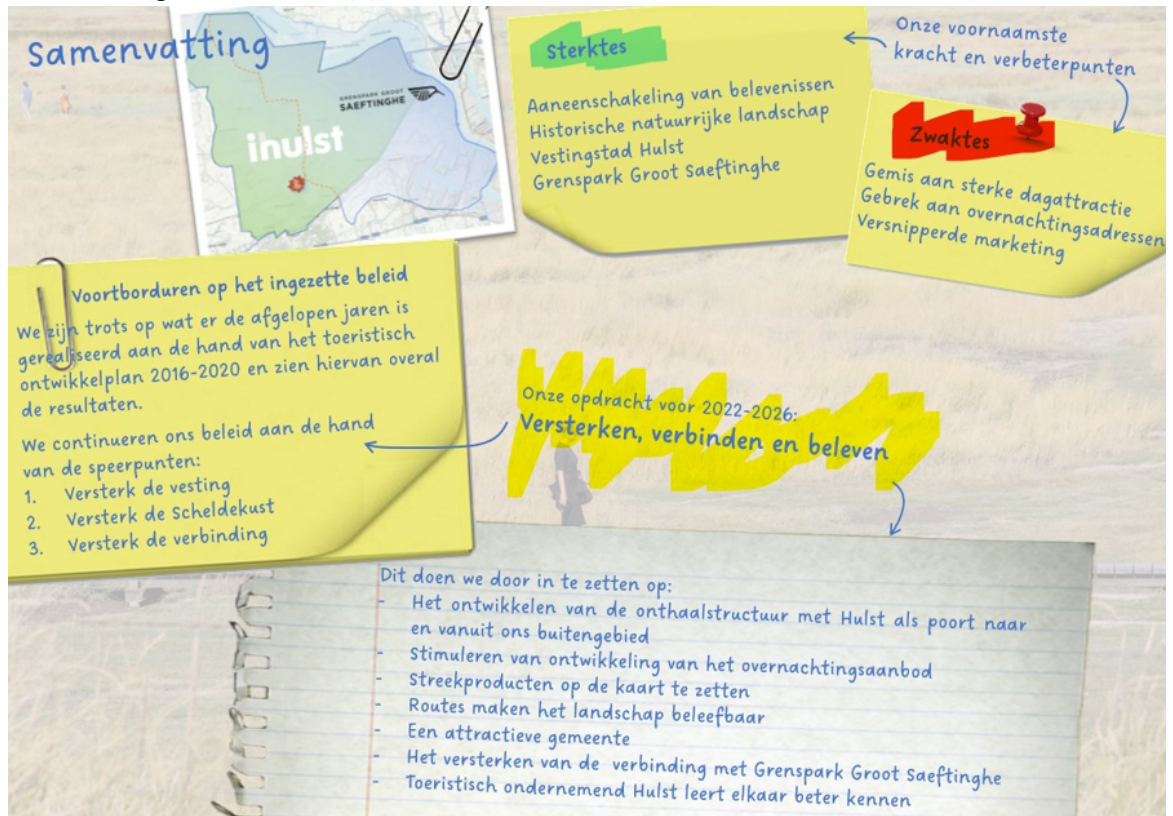 Samenvatting
GRENSPARK GROOT
SAEFTINGHE
ihulst
Sterktes
Aaneenschakeling van belevenissen
Historische natuurrijke landschap
Vestingstad Hulst
Grenspark Groot Saeftinghe
Onze voornaamste
kracht en verbeterpunten
Zwaktes
Gemis aan sterke dagattractie
Gebrek aan overnachtingsadressen
Versnipperde marketing
Voortborduren op het ingezette beleid
We zijn trots op wat er de afgelopen jaren is
gerealiseerd aan de hand van het toeristisch
ontwikkelplan 2016-2020 en zien hiervan overal
de resultaten.
We continueren ons beleid aan de hand
van de speerpunten:
1. Versterk de vesting
2. Versterk de Scheldekust
3. Versterk de verbinding
Onze opdracht voor 2022-2026:
Versterken, verbinden en beleven
Dit doen we door in te zetten op:
- Het ontwikkelen van de onthaalstructuur met Hulst als poort naar
en vanuit ons buitengebied
- Stimuleren van ontwikkeling van het overnachtingsaanbod
- Streekproducten op de kaart te zetten
- Routes maken het landschap beleefbaar
- Een attractieve gemeente
- Het versterken van de verbinding met Grenspark Groot Saeftinghe
- Toeristisch ondernemend Hulst leert elkaar beter kennen